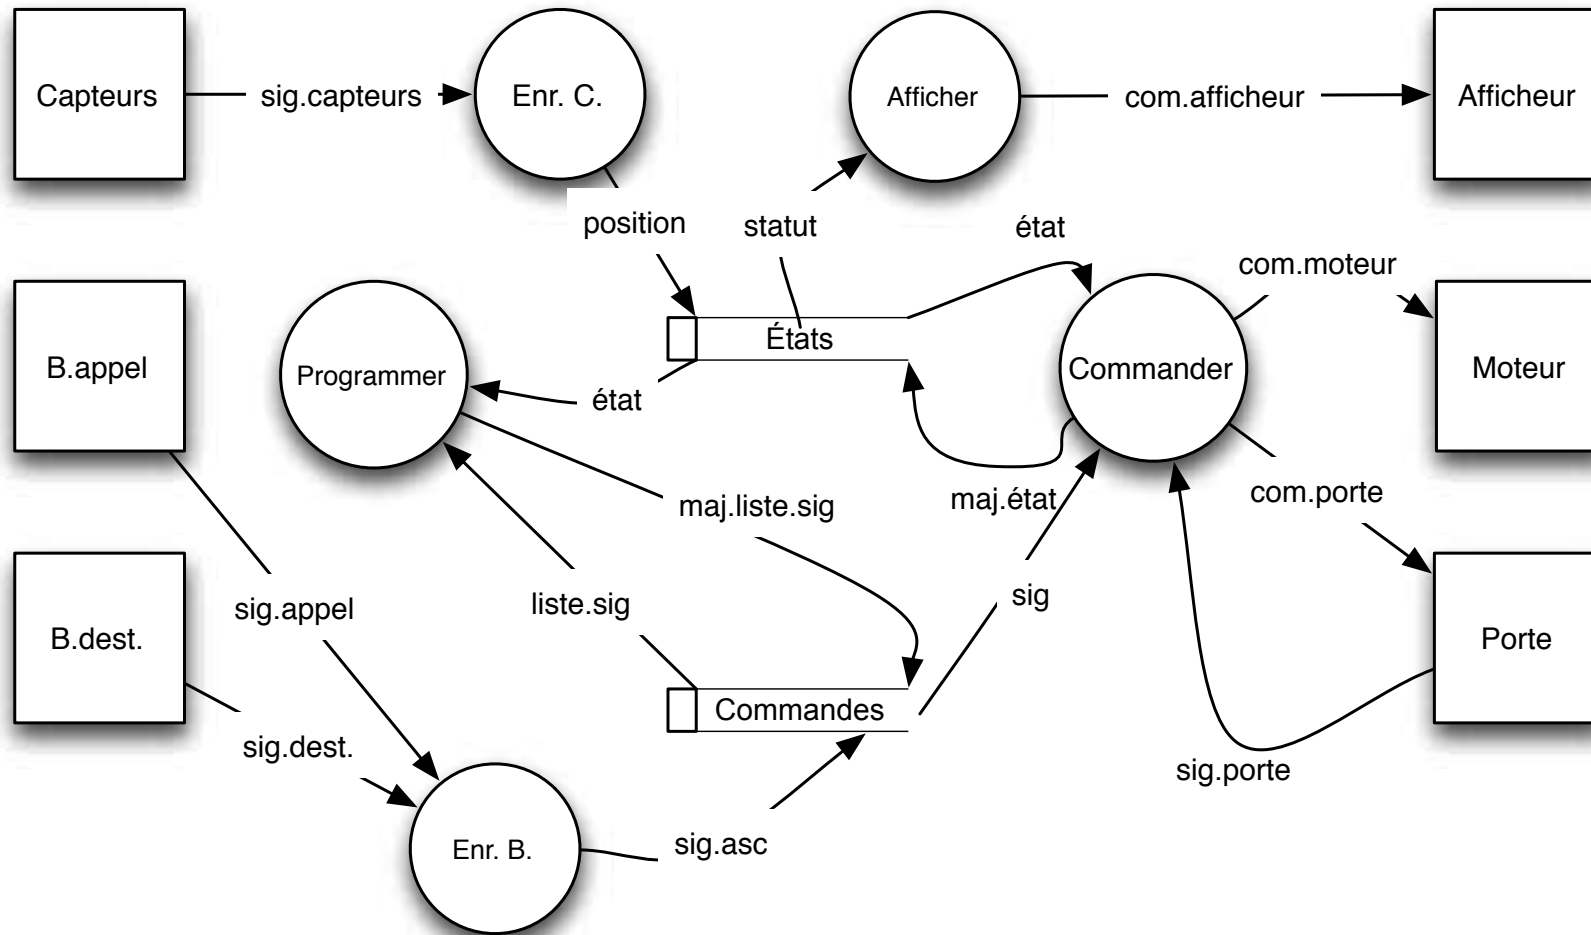 Capteurs
sig.capteurs
Enr. C.
Afficher
com.afficheur
Afficheur
position
statut
état
com.moteur
B.appel
Programmer
États
Commander
Moteur
état
maj.liste.sig
maj.état
com.porte
sig.appel
liste.sig
sig
B.dest.
Porte
Commandes
sig.dest.
sig.porte
Enr. B.
sig.asc